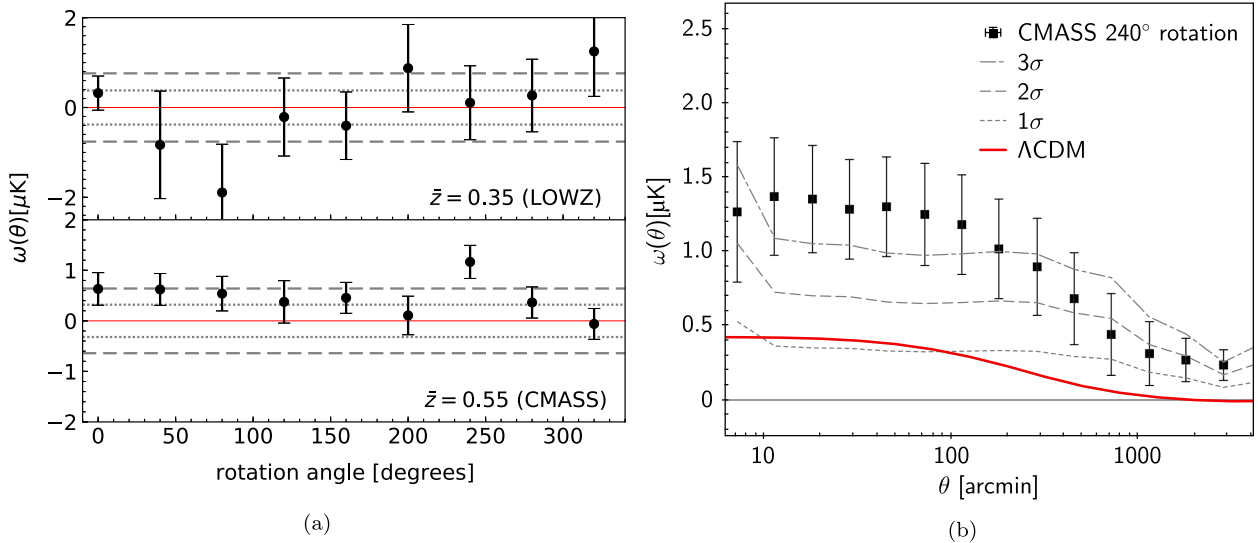 2
0
−2
ω(θ)[μK]
z̄ = 0.35 (LOWZ)
2
1
0
−1
−2
z̄ = 0.55 (CMASS)
0 50 100 150 200 250 300
rotation angle [degrees]
(a)
2.5
2.0
1.5
1.0
0.5
0
ω(θ)[μK]
CMASS 240° rotation
3σ
2σ
1σ
ΛCDM
10 100 1000
θ [arcmin]
(b)